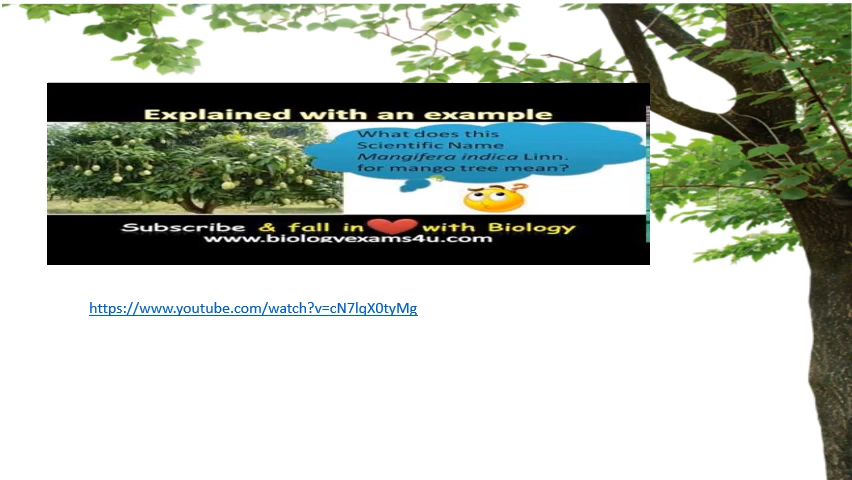 Explained with an example
What does this
Scientific Name
Mangifera indica Linn.
for mango tree mean?
Subscribe & fall in with Biology
www.biologyexams4u.com
https://www.youtube.com/watch?v=cN7lqX0tyMg